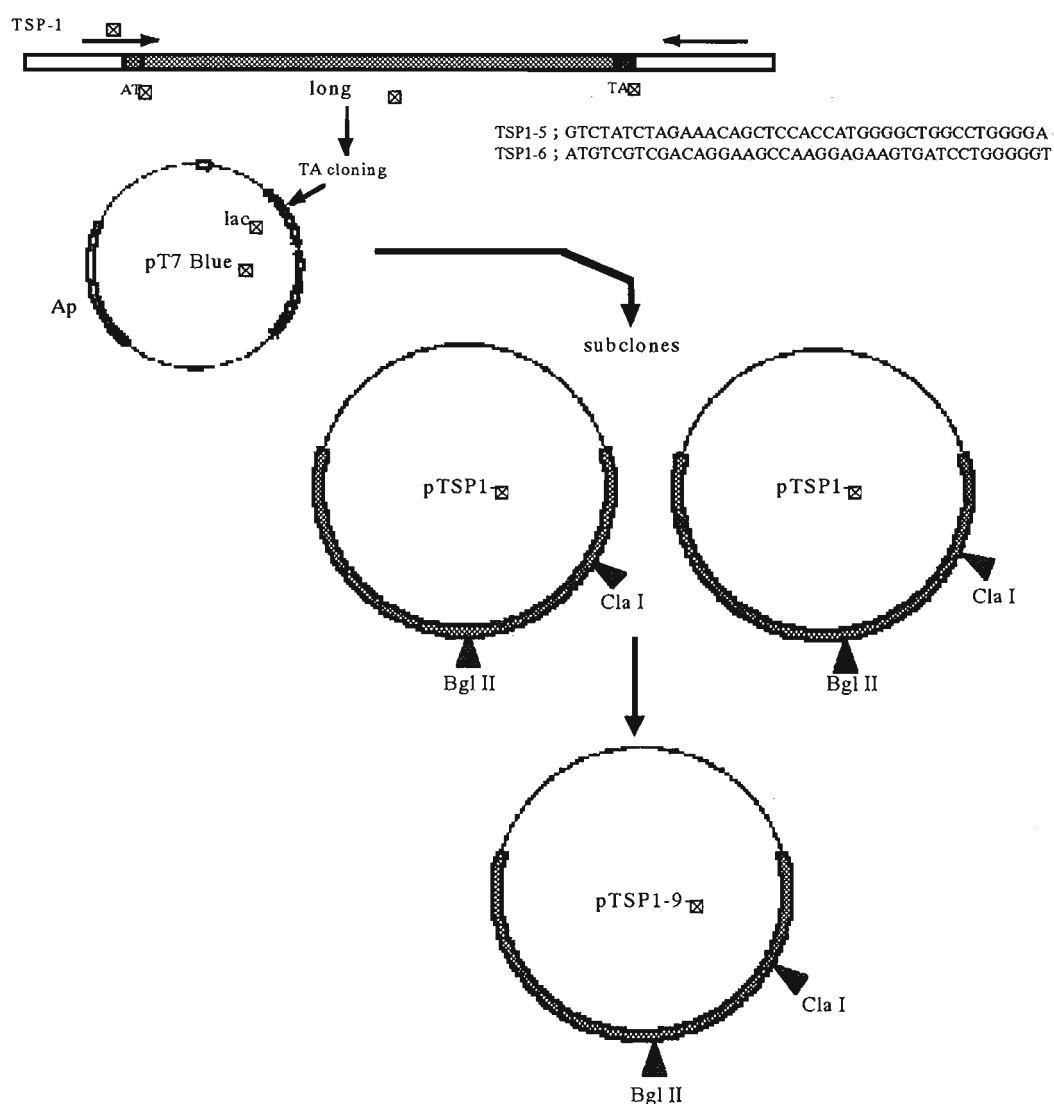 TSP-1
AT
long
TA
TSP1-5 ; GTCTATCTAGAAACAGCTCCACCATGGGGCTGGCCTGGGGA
TSP1-6 ; ATGTCGTCGACAGGAAGCCAAGGAGAAGTGATCCTGGGGGT
TA cloning
lac
pT7 Blue
Ap
subclones
pTSP1-
pTSP1-
Cla I
Cla I
Bgl II
Bgl II
pTSP1-9-
Cla I
Bgl II